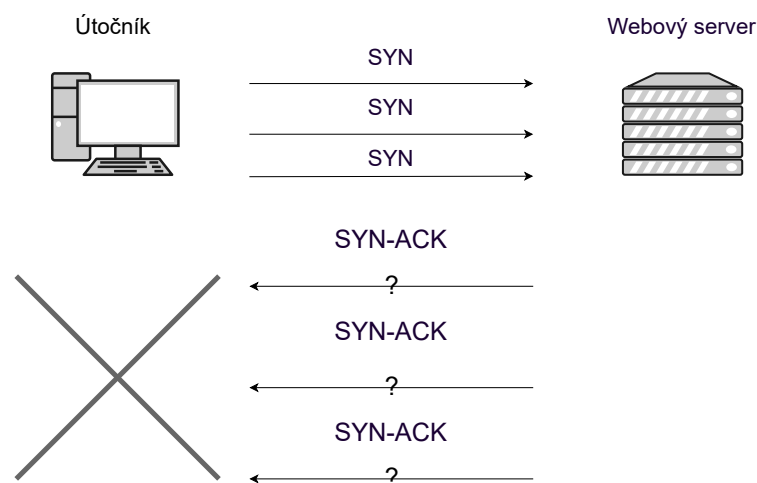 Útočník
Webový server
SYN
SYN
SYN
SYN-ACK
?
SYN-ACK
?
SYN-ACK
?